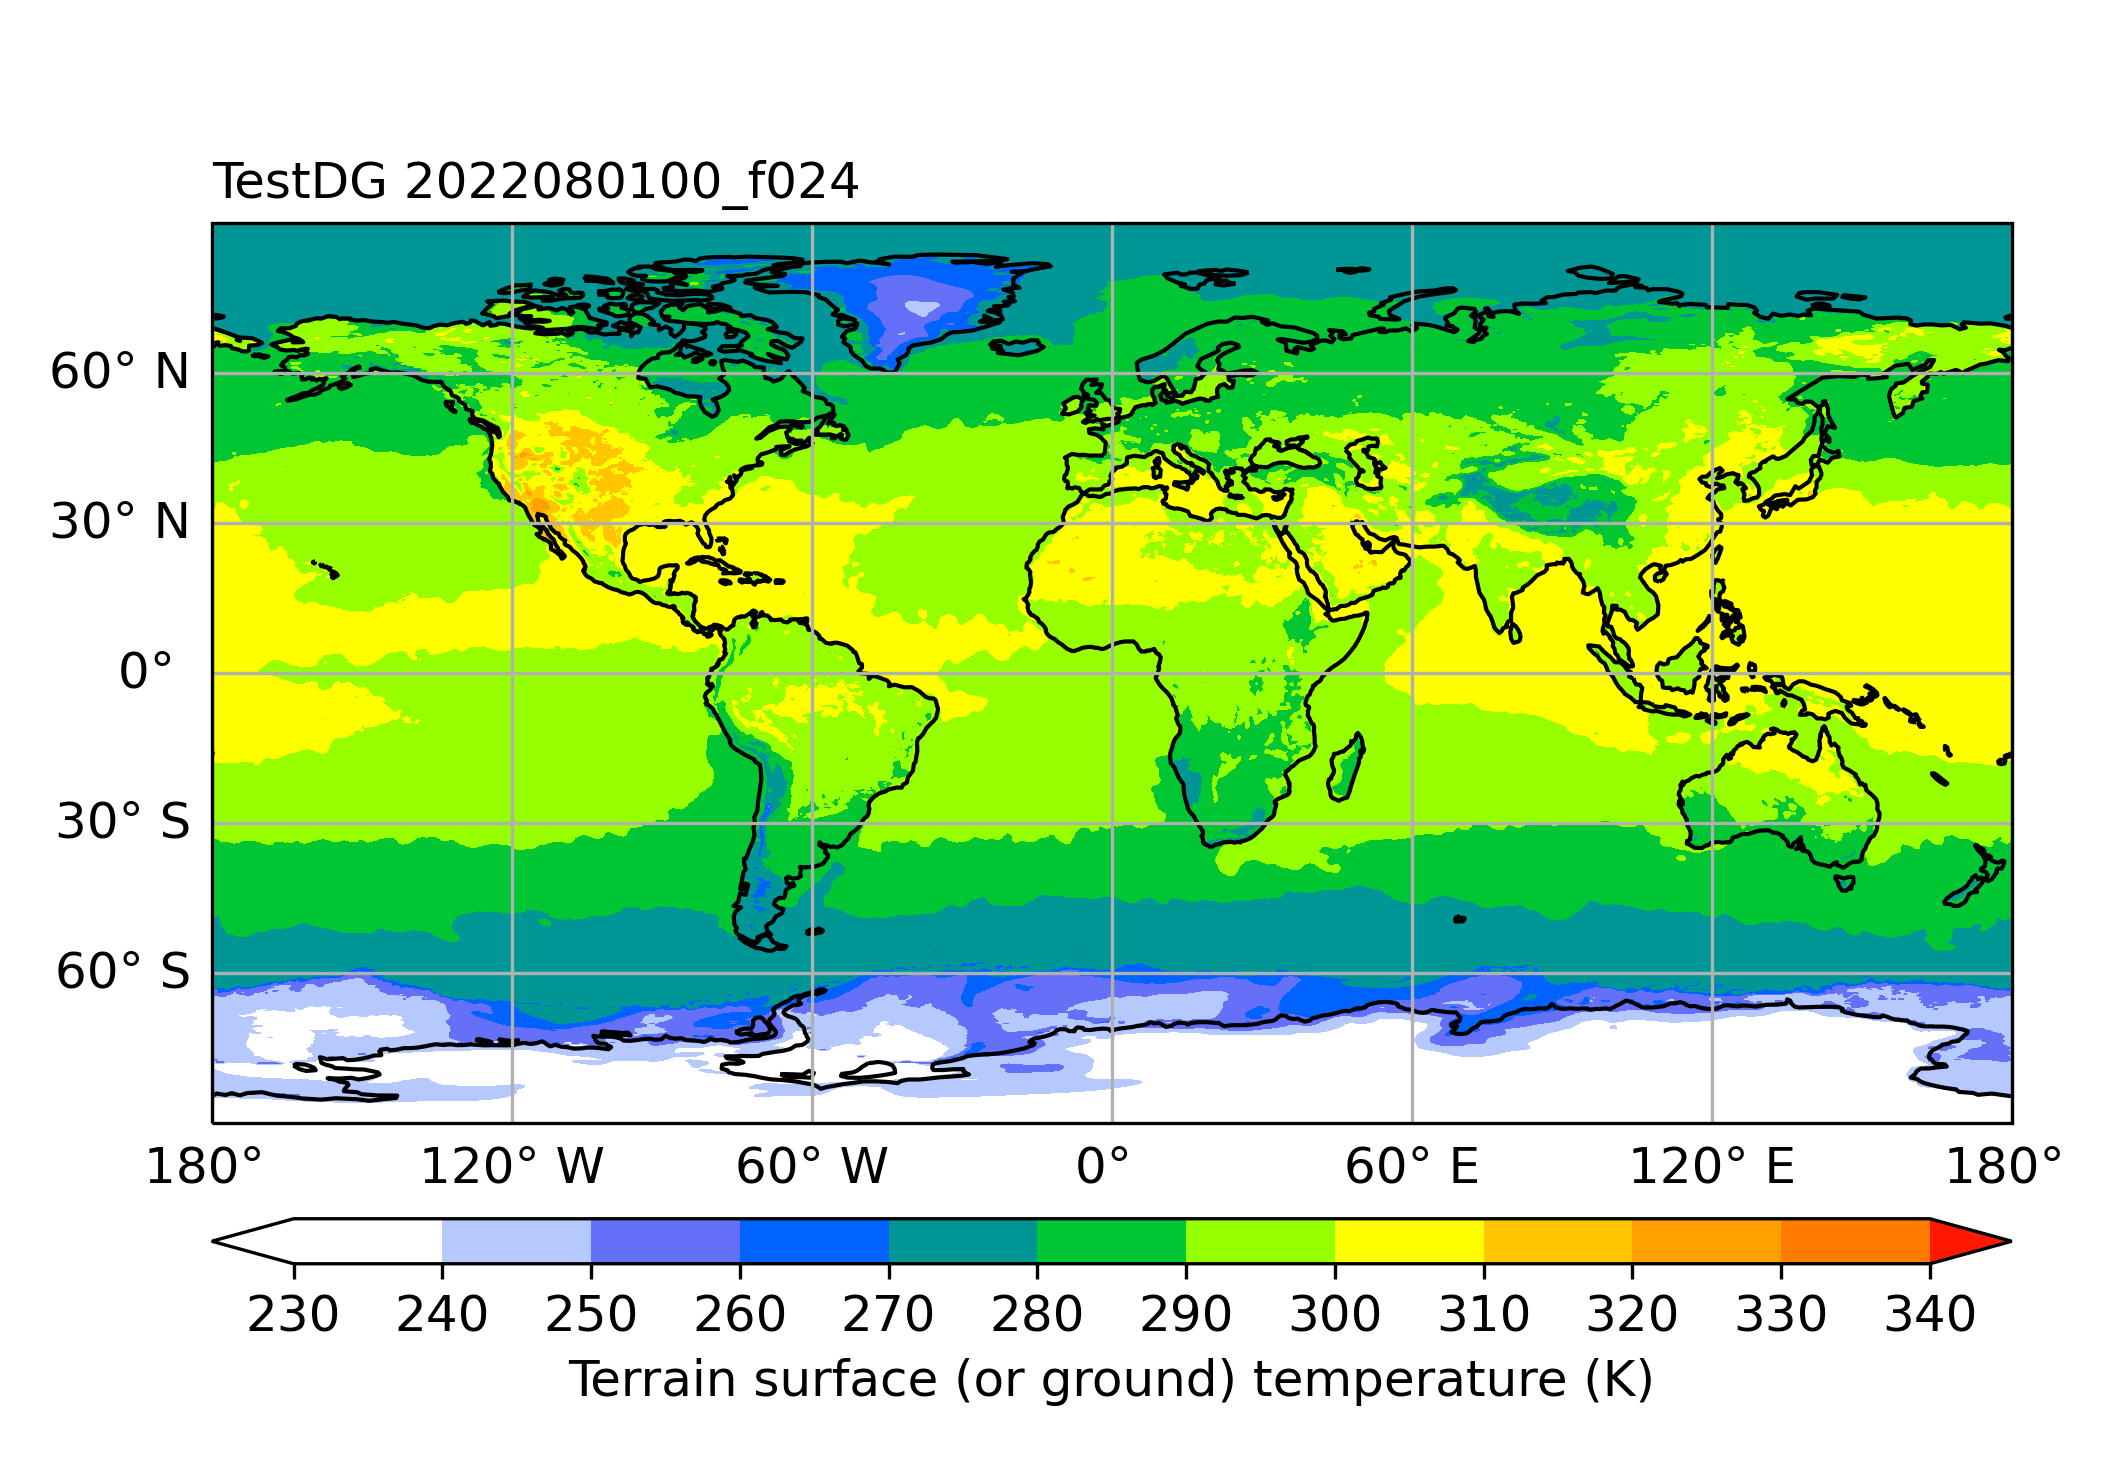 TestDG 2022080100_f024
60° N
30° N
0°
30° S
60° S
180° 120° W 60° W 0° 60° E 120° E 180°
230 240 250 260 270 280 290 300 310 320 330 340
Terrain surface (or ground) temperature (K)